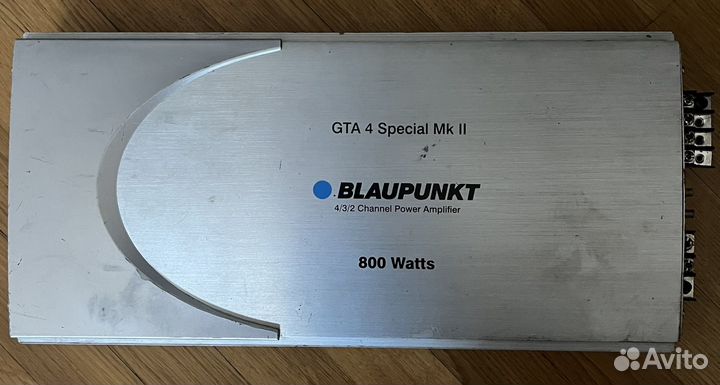 GTA 4 Special Mk II
BLAUPUNKT
4/3/2 Channel Power Amplifier
800 Watts
Avito